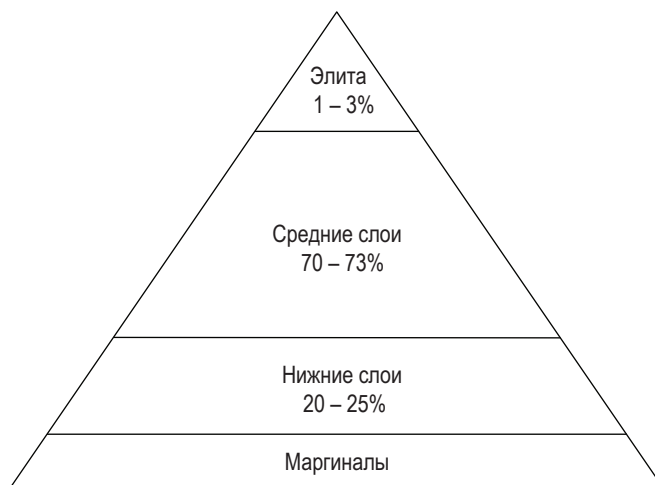 Элита
1 – 3%
Средние слои
70 – 73%
Нижние слои
20 – 25%
Маргиналы